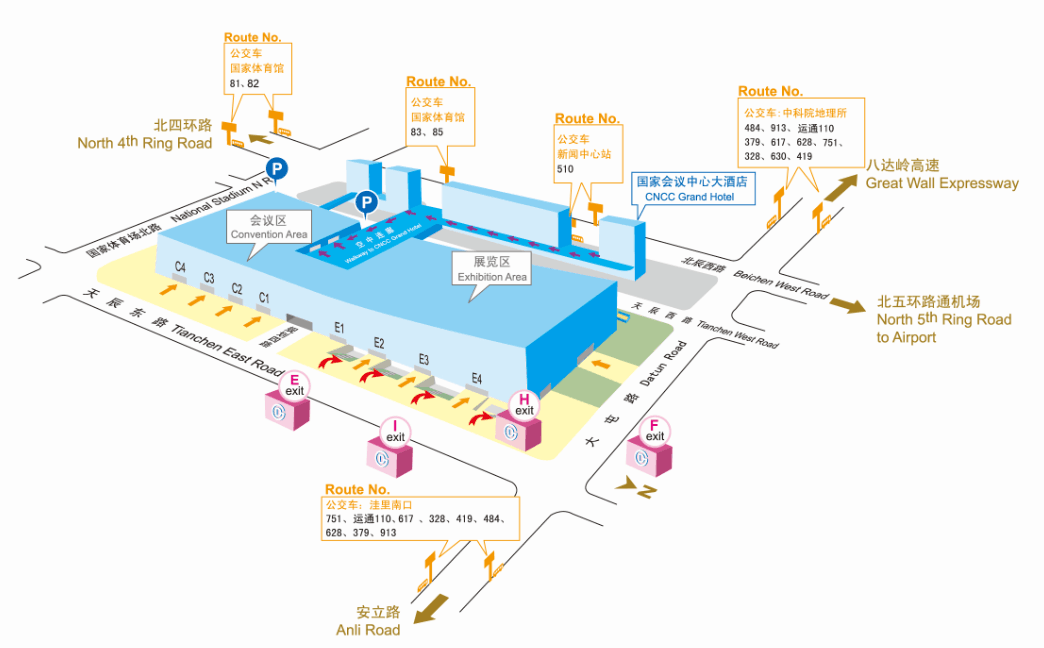 Route No.
公交车
国家体育馆
81、82
Route No.
公交车
国家体育馆
83、85
Route No.
公交车
新闻中心站
510
Route No.
公交车:中科院地理所
484、913、运通110
379、617、628、751、
328、630、419
北四环路
North 4th Ring Road
八达岭高速
Great Wall Expressway
P
P
国家会议中心大酒店
CNCC Grand Hotel
国家体育场北路 National Stadium N R
会议区
Convention Area
空中连廊
Walkway to CNCC Grand Hotel
展览区
Exhibition Area
北辰西路 Beichen West Road
北五环路通机场
North 5th Ring Road
to Airport
天辰西路 Tianchen West Road
C4
C3
C2
C1
E1
E2
E3
E4
天辰东路 Tianchen East Road
大屯路 Datun Road
E
exit
I
exit
H
exit
F
exit
N
Route No.
公交车：洼里南口
751、运通110、617 、328、419、484、
628、379、913
安立路
Anli Road